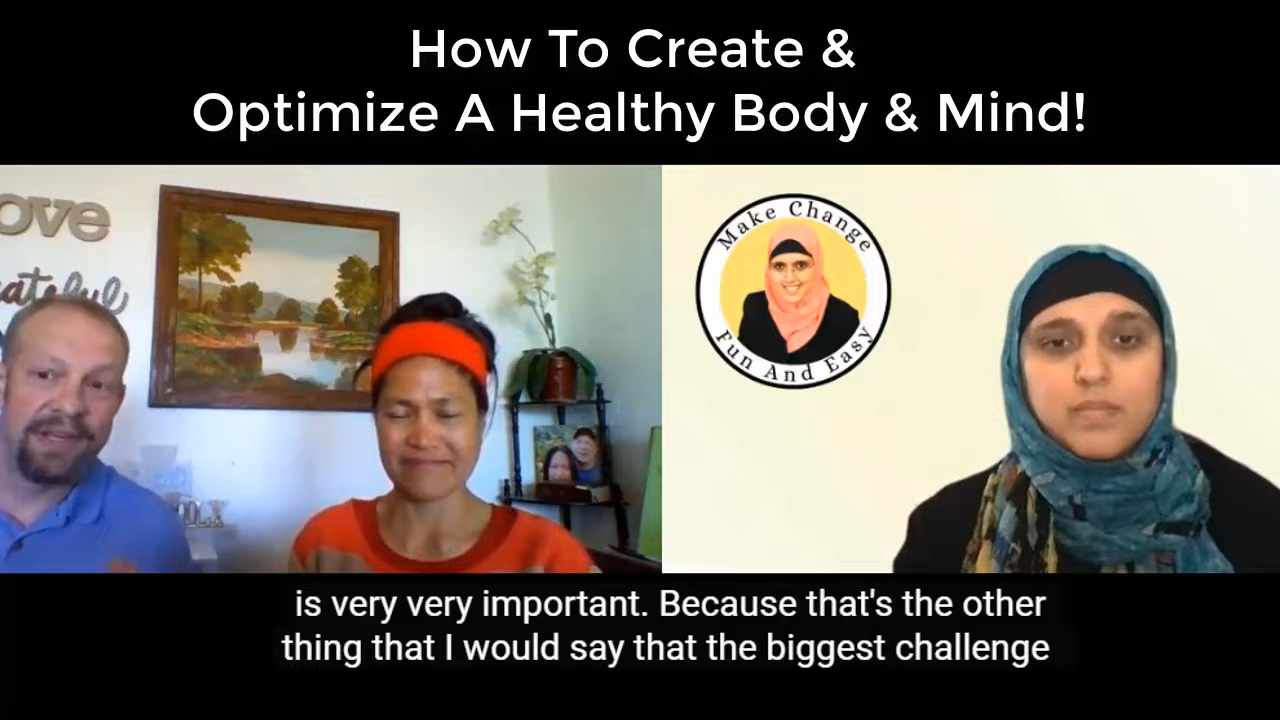 How To Create &
Optimize A Healthy Body & Mind!
ove
Make Change
Fun And Easy
is very very important. Because that's the other
thing that I would say that the biggest challenge